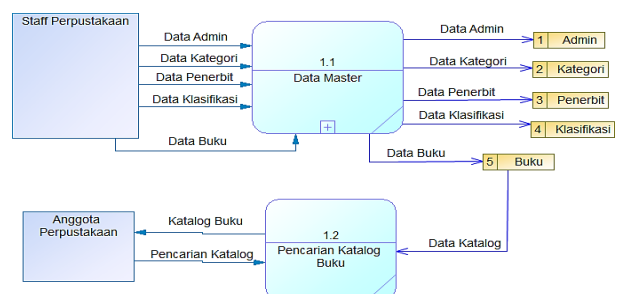 Staff Perpustakaan
Data Admin
Data Kategori
Data Penerbit
Data Klasifikasi
Data Buku
1.1
Data Master
Data Admin
Data Kategori
Data Penerbit
Data Klasifikasi
Data Buku
1 Admin
2 Kategori
3 Penerbit
4 Klasifikasi
5 Buku
Anggota
Perpustakaan
Katalog Buku
Pencarian Katalog
1.2
Pencarian Katalog
Buku
Data Katalog